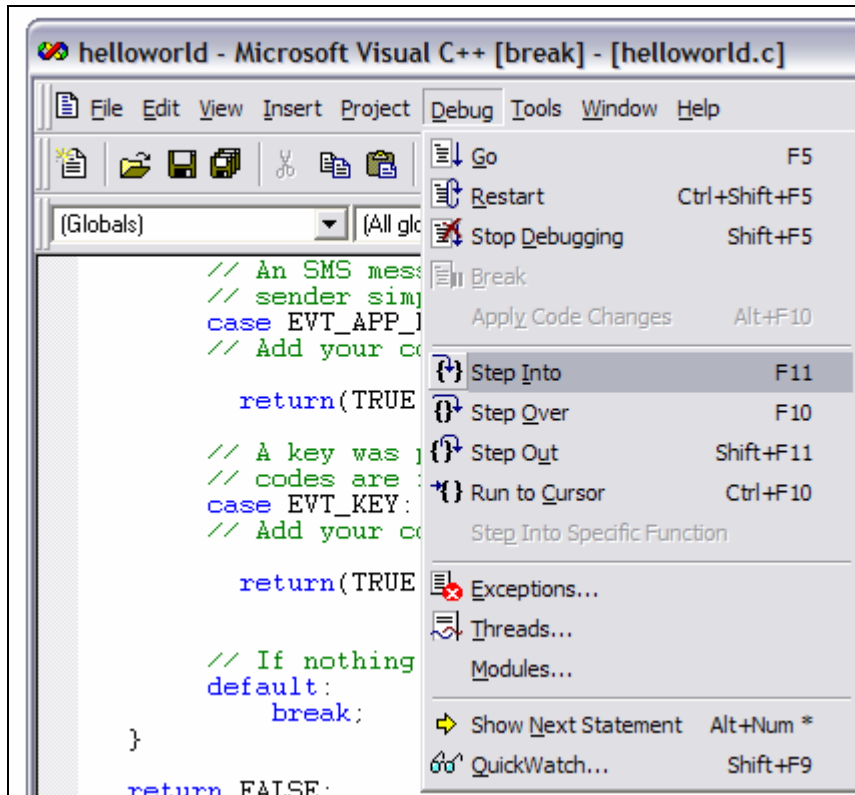 helloworld - Microsoft Visual C++ [break] - [helloworld.c]
File Edit View Insert Project Debug Tools Window Help
(Globals)
(All glo
// An SMS mess
// sender simp
case EVT_APP_
// Add your co
return(TRUE
// A key was
// codes are
case EVT_KEY:
// Add your co
return(TRUE
// If nothing
default:
break;
}
return FALSE;
Go F5
Restart Ctrl+Shift+F5
Stop Debugging Shift+F5
Break
Apply Code Changes Alt+F10
Step Into F11
Step Over F10
Step Out Shift+F11
Run to Cursor Ctrl+F10
Step Into Specific Function
Exceptions...
Threads...
Modules...
Show Next Statement Alt+Num *
QuickWatch... Shift+F9